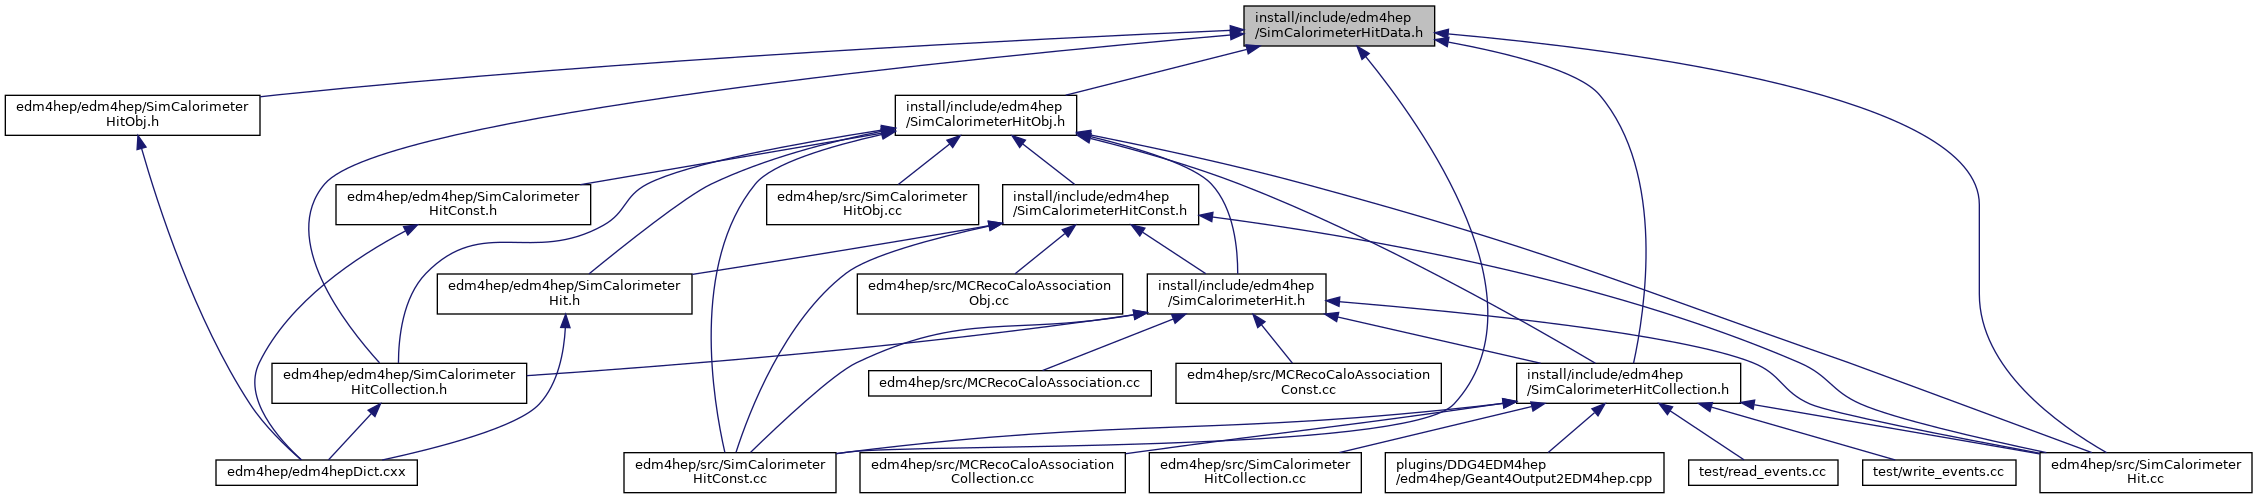 install/include/edm4hep
/SimCalorimeterHitData.h
edm4hep/edm4hep/SimCalorimeter
HitObj.h
install/include/edm4hep
/SimCalorimeterHitObj.h
edm4hep/edm4hep/SimCalorimeter
HitConst.h
edm4hep/src/SimCalorimeter
HitObj.cc
install/include/edm4hep
/SimCalorimeterHitConst.h
edm4hep/edm4hep/SimCalorimeter
Hit.h
edm4hep/src/MCRecoCaloAssociation
Obj.cc
install/include/edm4hep
/SimCalorimeterHit.h
edm4hep/edm4hep/SimCalorimeter
HitCollection.h
edm4hep/src/MCRecoCaloAssociation.cc
edm4hep/src/MCRecoCaloAssociation
Const.cc
install/include/edm4hep
/SimCalorimeterHitCollection.h
edm4hep/edm4hepDict.cxx
edm4hep/src/SimCalorimeter
HitConst.cc
edm4hep/src/MCRecoCaloAssociation
Collection.cc
edm4hep/src/SimCalorimeter
HitCollection.cc
plugins/DDG4EDM4hep
/edm4hep/Geant4Output2EDM4hep.cpp
test/read_events.cc
test/write_events.cc
edm4hep/src/SimCalorimeter
Hit.cc